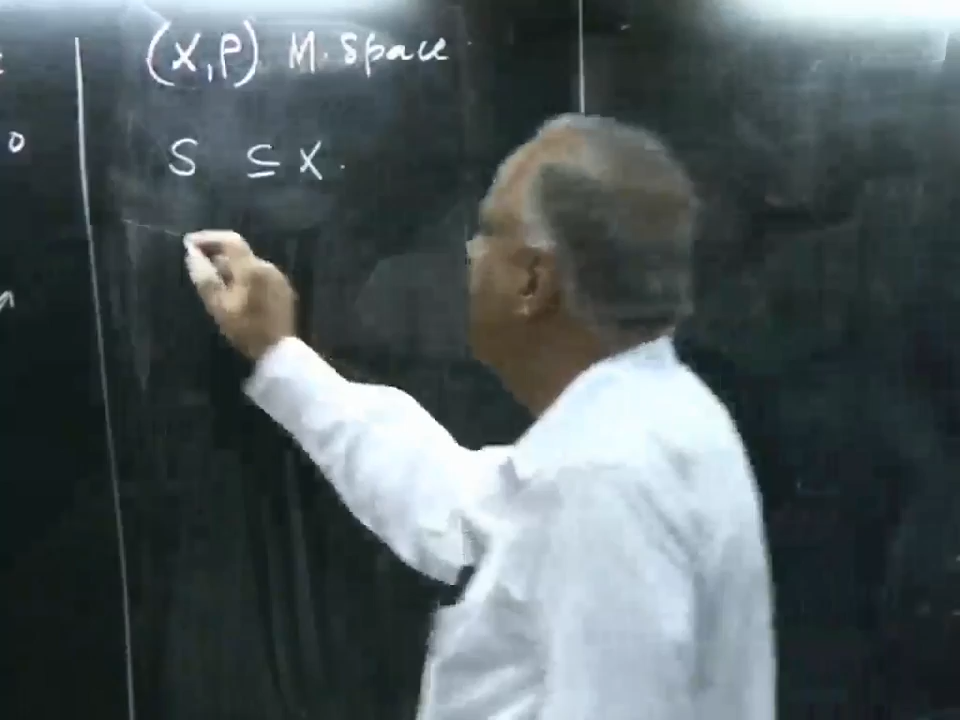 (X, ρ) M. Space
S ⊆ X.